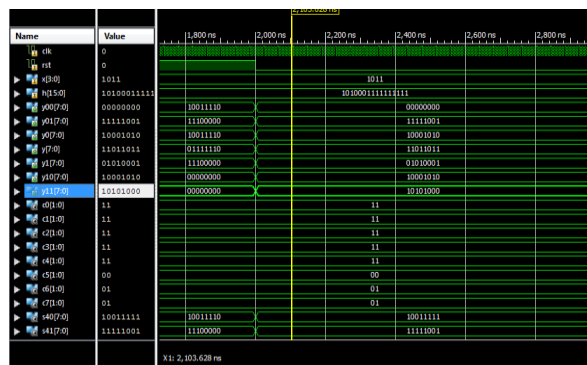 2,103.628 ns
Name Value 1,800 ns 2,000 ns 2,200 ns 2,400 ns 2,600 ns 2,800 ns
clk 0
rst 0
x[3:0] 1011 1011
h[15:0] 10100011111 1010001111111111
y00[7:0] 00000000 10011110 00000000
y01[7:0] 11111001 11100000 11111001
y0[7:0] 10001010 10011110 10001010
y[7:0] 11011011 01111110 11011011
y1[7:0] 01010001 11100000 01010001
y10[7:0] 10001010 00000000 10001010
y11[7:0] 10101000 00000000 10101000
c0[1:0] 11 11
c1[1:0] 11 11
c2[1:0] 11 11
c3[1:0] 11 11
c4[1:0] 11 11
c5[1:0] 00 00
c6[1:0] 01 01
c7[1:0] 01 01
s40[7:0] 10011111 10011110 10011111
s41[7:0] 11111001 11100000 11111001
X1: 2,103.628 ns